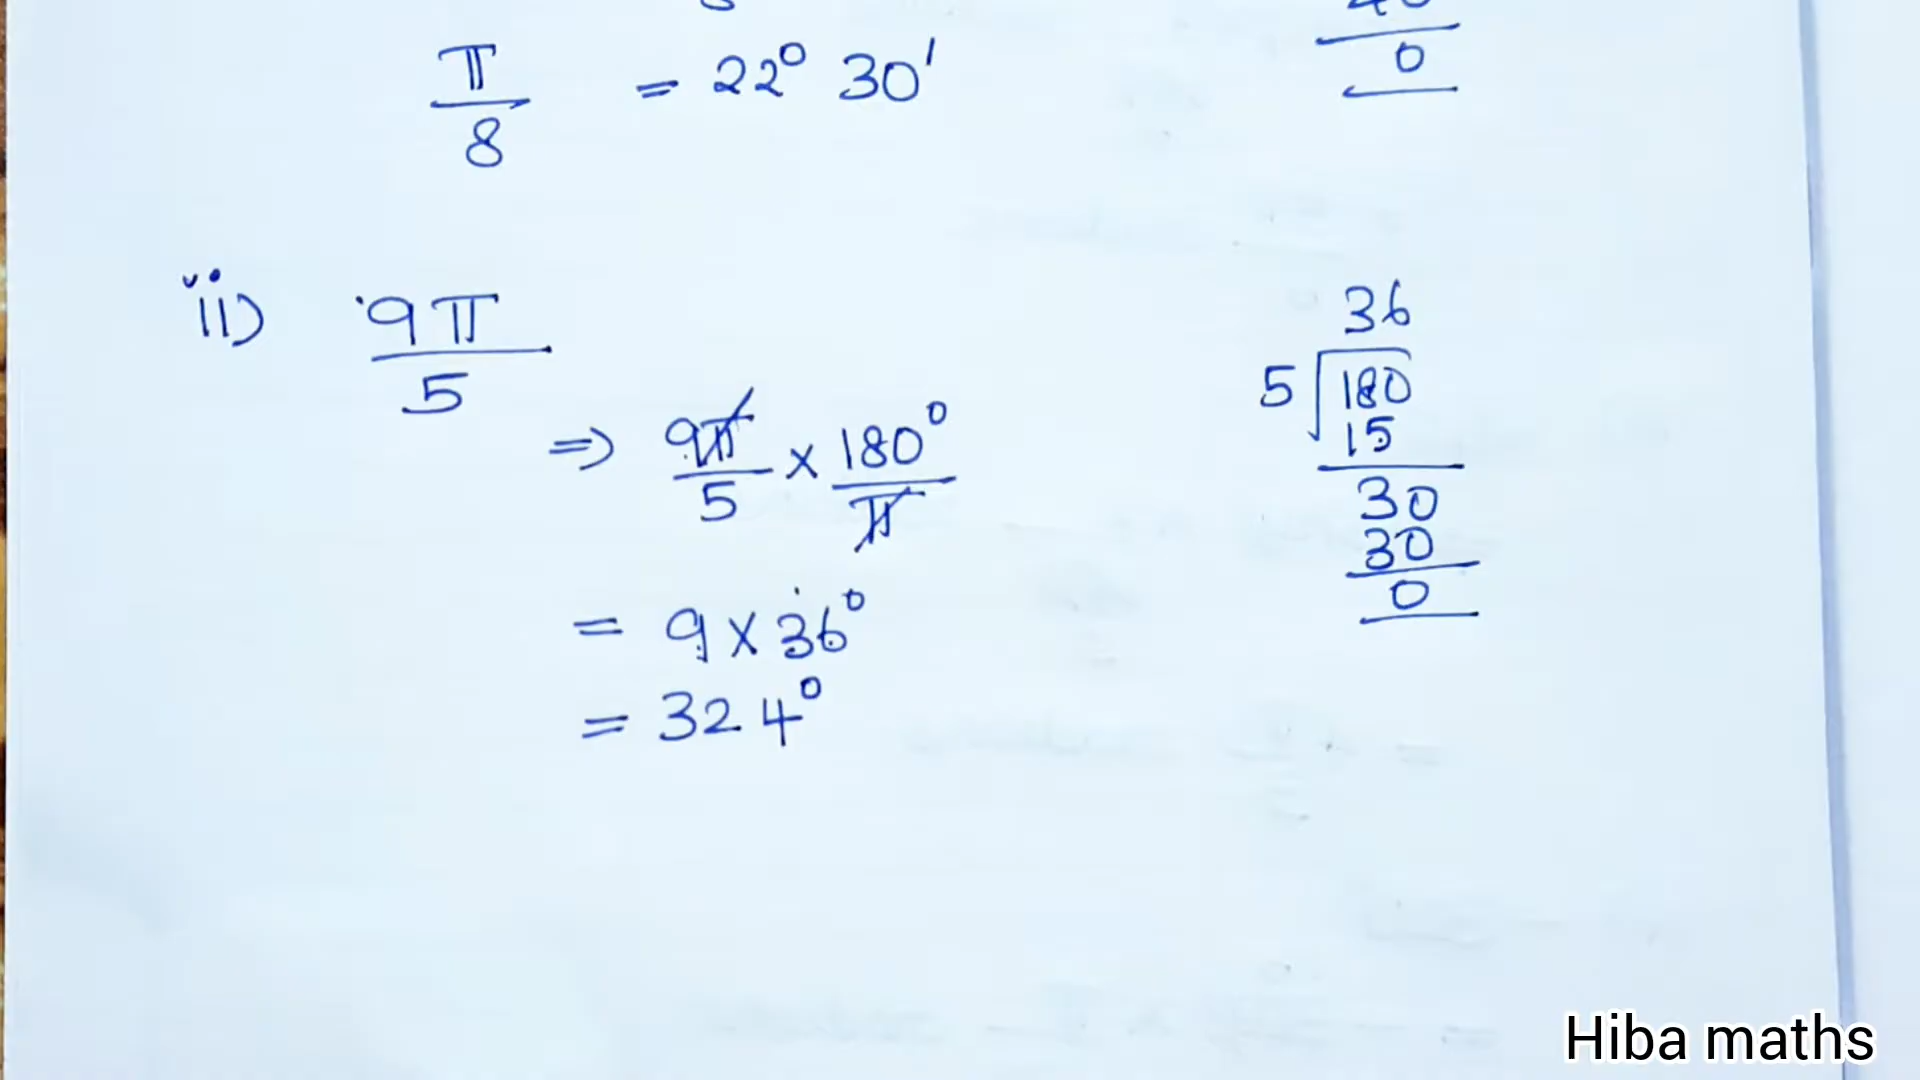 π/8 = 22° 30'
40
0
ii) 9π/5
⇒ 9π/5 × 180°/π
= 9 × 36°
= 324°
36
5 180
15
30
30
0
Hiba maths